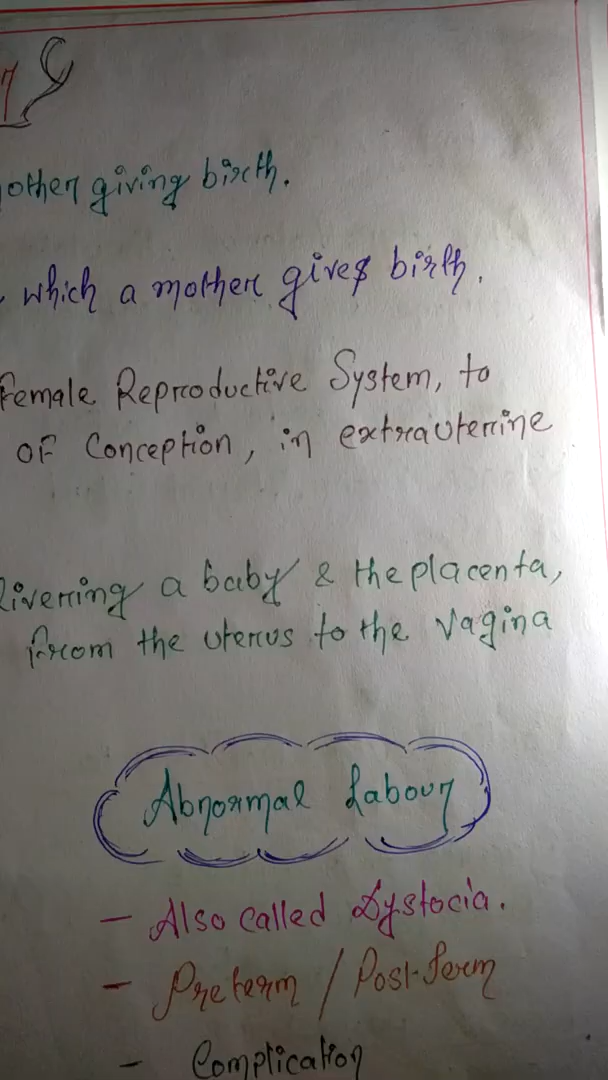 other giving birth.
which a mother gives birth.
Female Reproductive System, to
OF Conception, in extrauterine
livering a baby & the placenta,
From the uterus to the Vagina
Abnormal Labour
- Also called Dystocia.
- Preterm / Post-term
- Complication